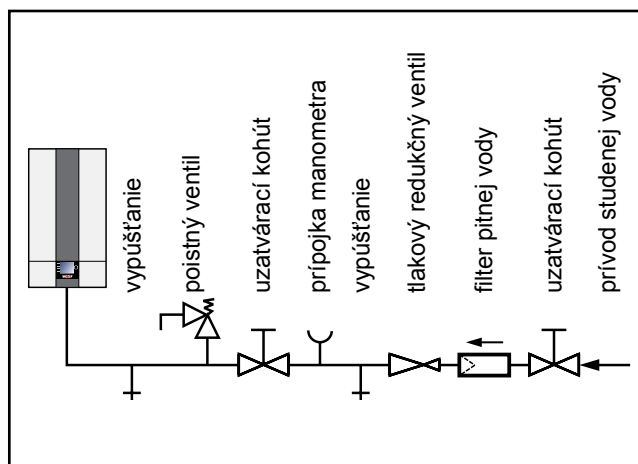 vypúšťanie
poistný ventil
uzatvárací kohút
prípojka manometra
vypúšťanie
tlakový redukčný ventil
filter pitnej vody
uzatvárací kohút
prívod studenej vody